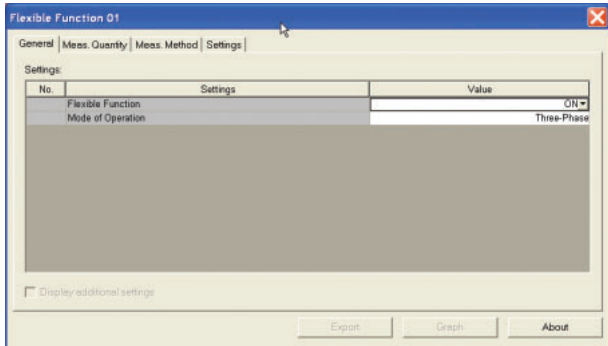 Flexible Function 01
General Meas. Quantity Meas. Method Settings
Settings:
No. Settings Value
Flexible Function ON
Mode of Operation Three-Phase
Display additional settings
Export Graph About